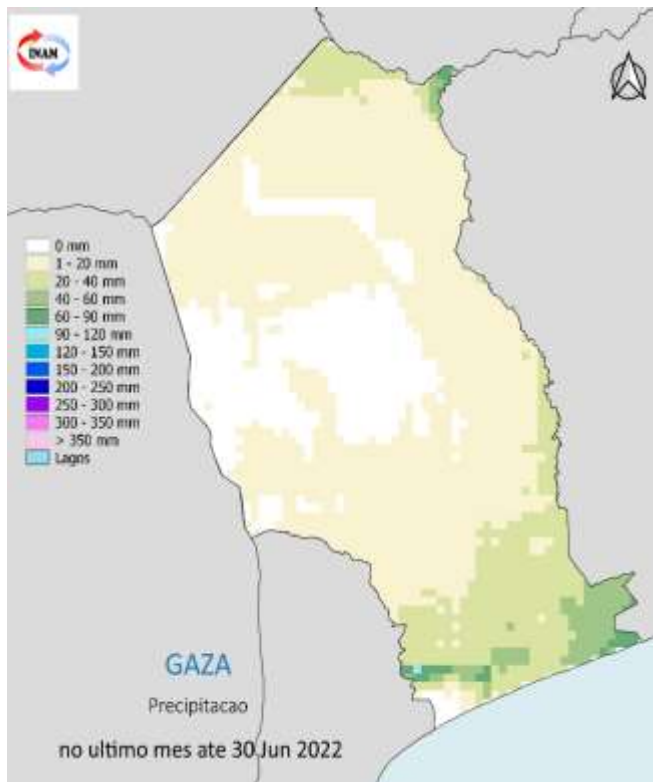 INAM
0 mm
1 - 20 mm
20 - 40 mm
40 - 60 mm
60 - 90 mm
90 - 120 mm
120 - 150 mm
150 - 200 mm
200 - 250 mm
250 - 300 mm
300 - 350 mm
> 350 mm
Lagos
GAZA
Precipitacao
no ultimo mes ate 30 Jun 2022